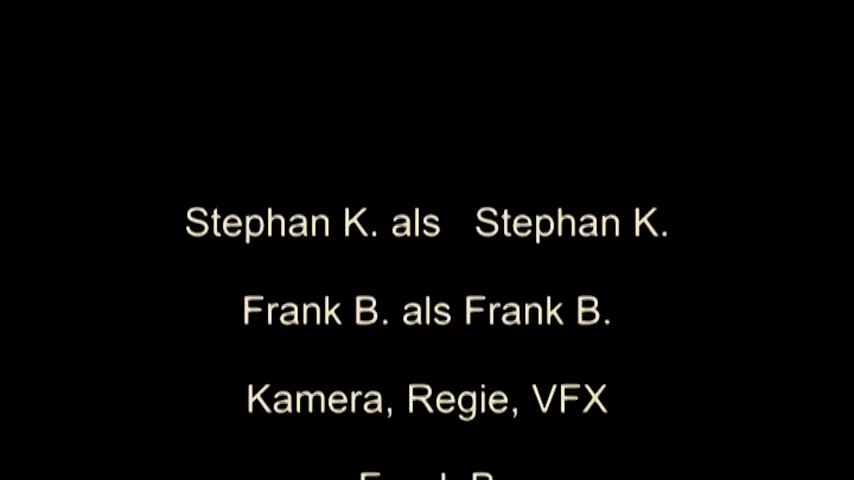 Stephan K. als Stephan K.
Frank B. als Frank B.
Kamera, Regie, VFX